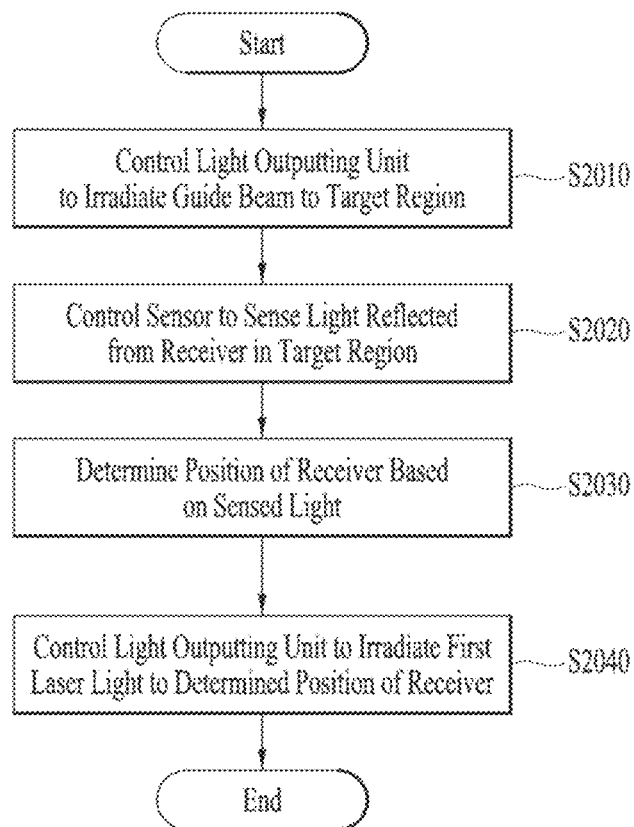 Start
Control Light Outputting Unit
to Irradiate Guide Beam to Target Region
S2010
Control Sensor to Sense Light Reflected
from Receiver in Target Region
S2020
Determine Position of Receiver Based
on Sensed Light
S2030
Control Light Outputting Unit to Irradiate First
Laser Light to Determined Position of Receiver
S2040
End